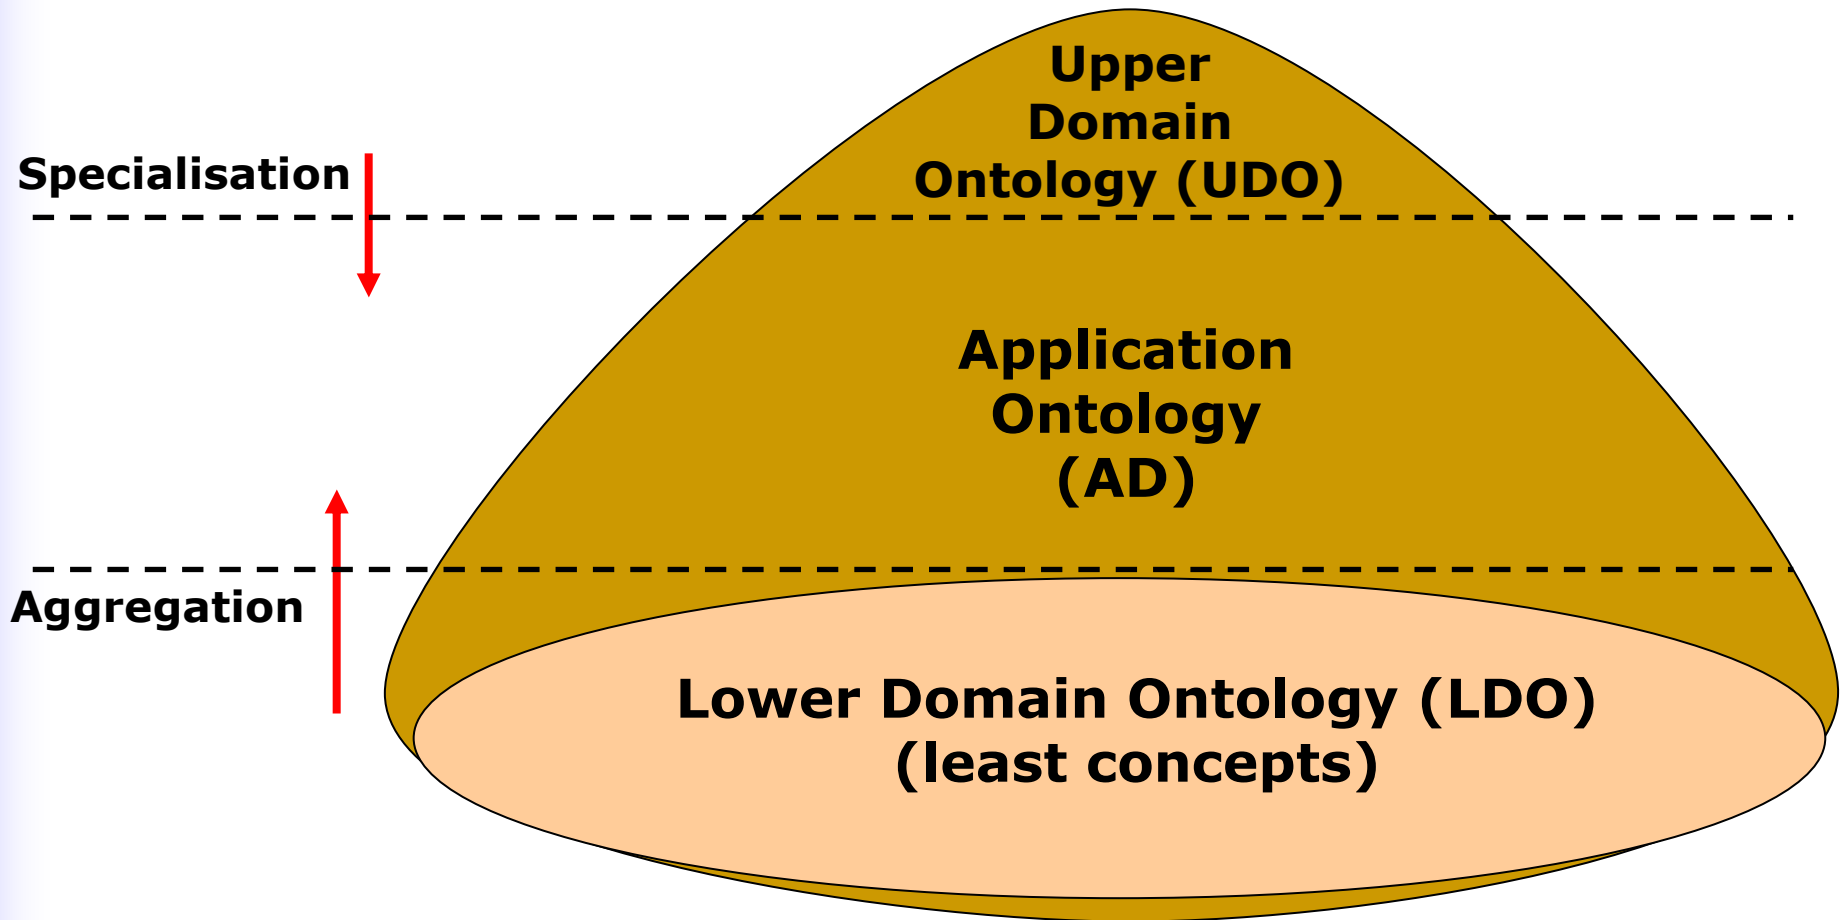 Upper
Domain
Ontology (UDO)
Specialisation
Application
Ontology
(AD)
Aggregation
Lower Domain Ontology (LDO)
(least concepts)